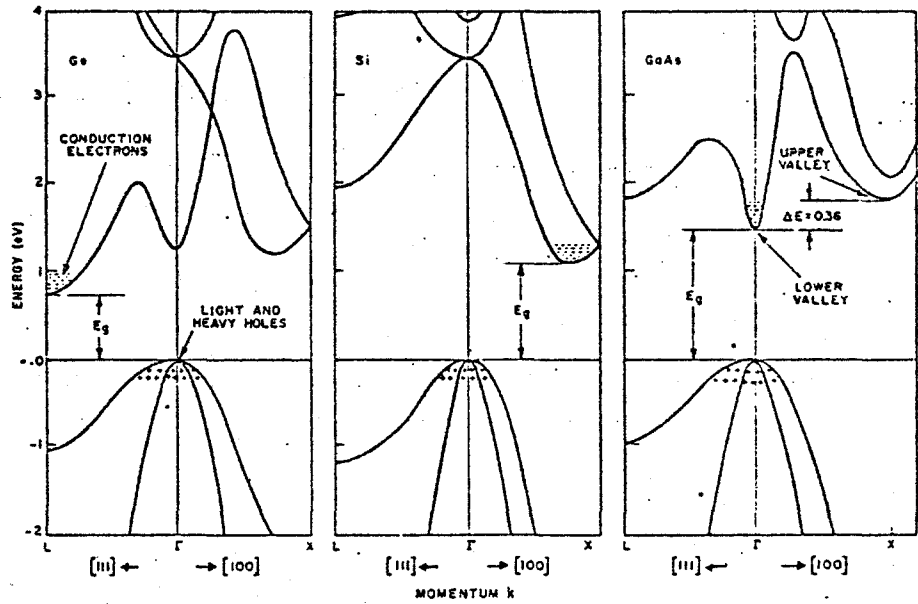 4
3
2
1
0
-1
-2
ENERGY (eV)
Ge
CONDUCTION
ELECTRONS
Eg
LIGHT AND
HEAVY HOLES
L
Γ
X
[111] ← → [100]
Si
Eg
L
Γ
X
[111] ← → [100]
GaAs
UPPER
VALLEY
ΔE = 0.36
Eg
LOWER
VALLEY
L
Γ
X
[111] ← → [100]
MOMENTUM k